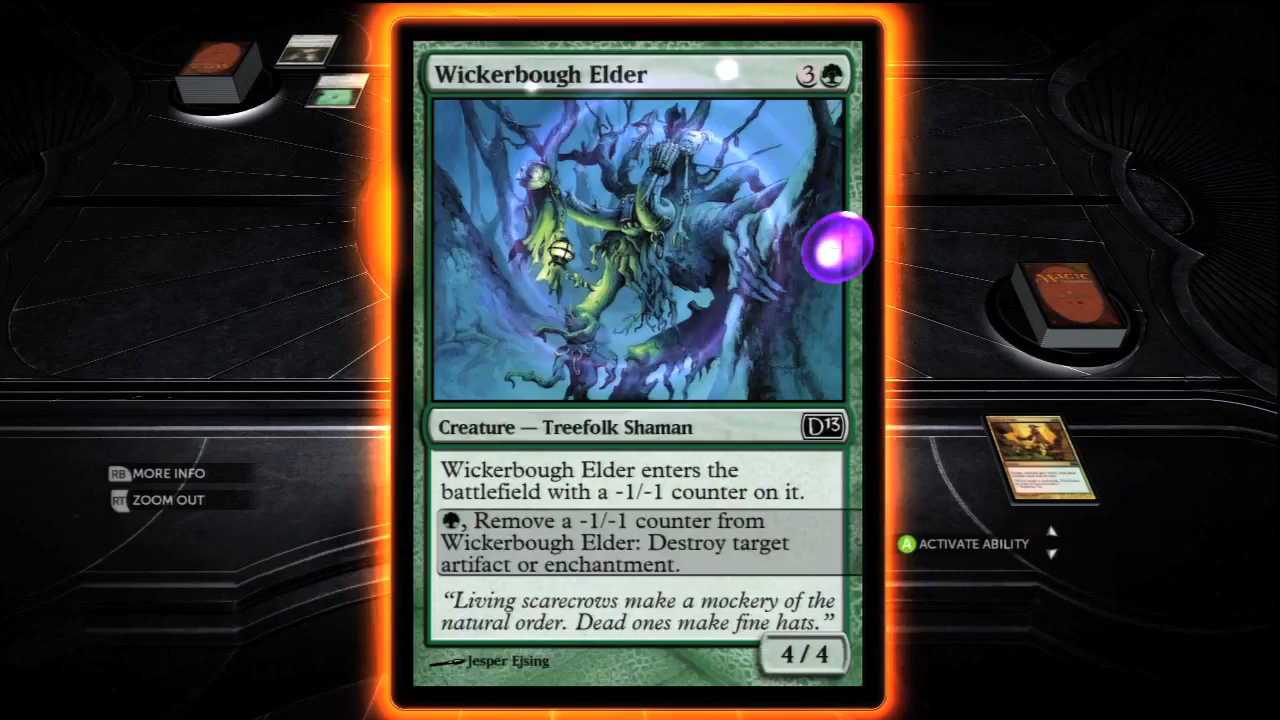 Wickerbough Elder 3
Creature — Treefolk Shaman D13
Wickerbough Elder enters the
battlefield with a -1/-1 counter on it.
, Remove a -1/-1 counter from
Wickerbough Elder: Destroy target
artifact or enchantment.
“Living scarecrows make a mockery of the
natural order. Dead ones make fine hats.”
4 / 4
Jesper Ejsing
RB MORE INFO
RT ZOOM OUT
MAGIC
A ACTIVATE ABILITY